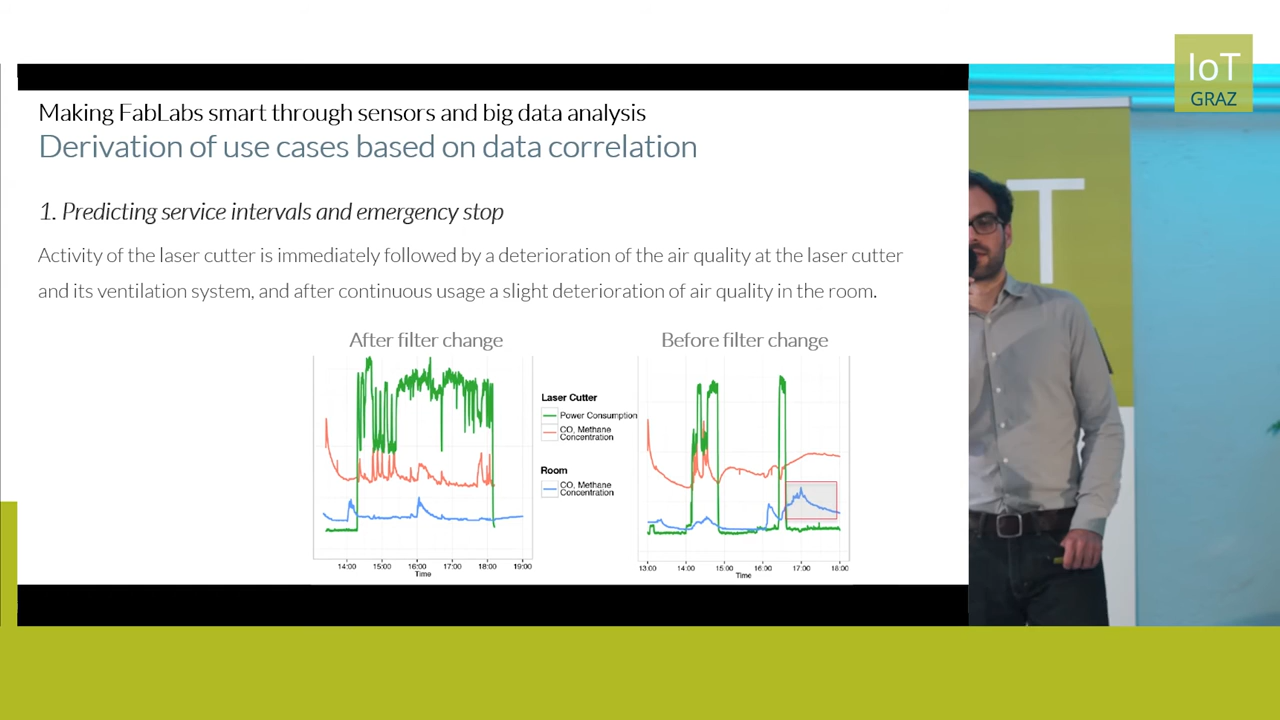 IoT
GRAZ
Making FabLabs smart through sensors and big data analysis
Derivation of use cases based on data correlation
1. Predicting service intervals and emergency stop
Activity of the laser cutter is immediately followed by a deterioration of the air quality at the laser cutter
and its ventilation system, and after continuous usage a slight deterioration of air quality in the room.
After filter change
Before filter change
Laser Cutter
Power Consumption
CO, Methane
Concentration
Room
CO, Methane
Concentration
14:00 15:00 16:00 17:00 18:00 19:00
Time
13:00 14:00 15:00 16:00 17:00 18:00
Time
T